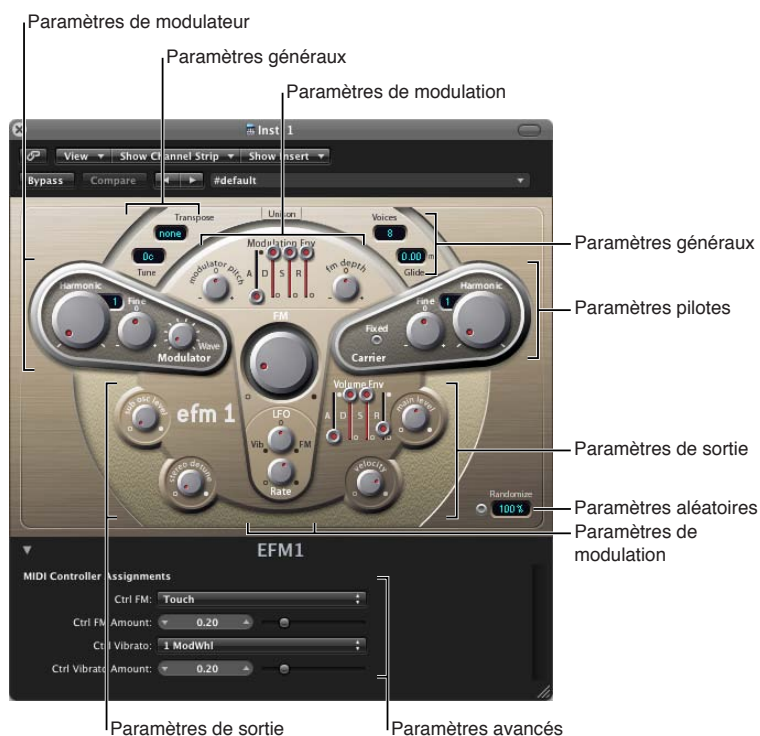 Paramètres de modulateur
Paramètres généraux
Paramètres de modulation
Inst 1
View
Show Channel Strip
Show Insert
Bypass
Compare
#default
Transpose
none
0c
Tune
Unison
Voices
8
0.00 m
Glide
Paramètres généraux
Modulation Env
A D S R
modulator pitch
fm depth
Harmonic
1
Fine
Wave
Modulator
FM
Fixed
Carrier
Fine
1
Harmonic
Paramètres pilotes
sub osc level
efm 1
stereo detune
LFO
Vib
FM
Rate
Volume Env
A D S R
main level
velocity
Paramètres de sortie
Randomize
100%
Paramètres aléatoires
Paramètres de
modulation
EFM1
MIDI Controller Assignments
Ctrl FM: Touch
Ctrl FM Amount: 0.20
Ctrl Vibrato: 1 ModWhl
Ctrl Vibrato Amount: 0.20
Paramètres de sortie
Paramètres avancés